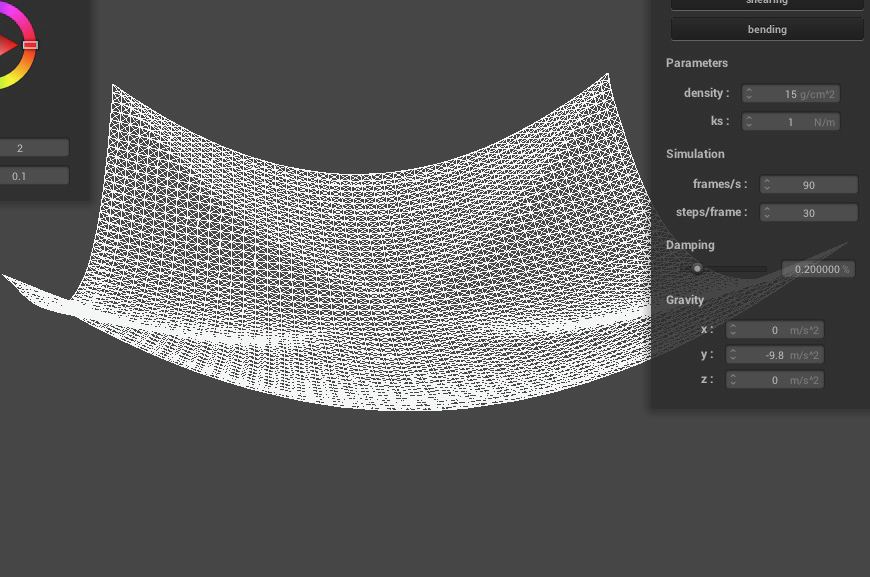 shearing
bending
Parameters
density : 15 g/cm^2
ks : 1 N/m
Simulation
frames/s : 90
steps/frame : 30
Damping
0.200000 %
Gravity
x : 0 m/s^2
y : -9.8 m/s^2
z : 0 m/s^2
2
0.1